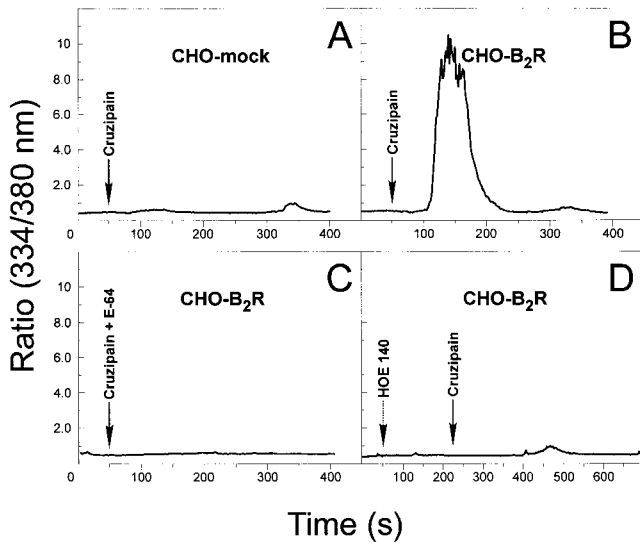 A
CHO-mock
Cruzipain
10
8.0
6.0
4.0
2.0
0 100 200 300 400
B
CHO-B₂R
Cruzipain
100 200 300 400
C
CHO-B₂R
Cruzipain + E-64
10
8.0
6.0
4.0
2.0
0
0 100 200 300 400
D
CHO-B₂R
HOE 140
Cruzipain
100 200 300 400 500 600
Ratio (334/380 nm)
Time (s)